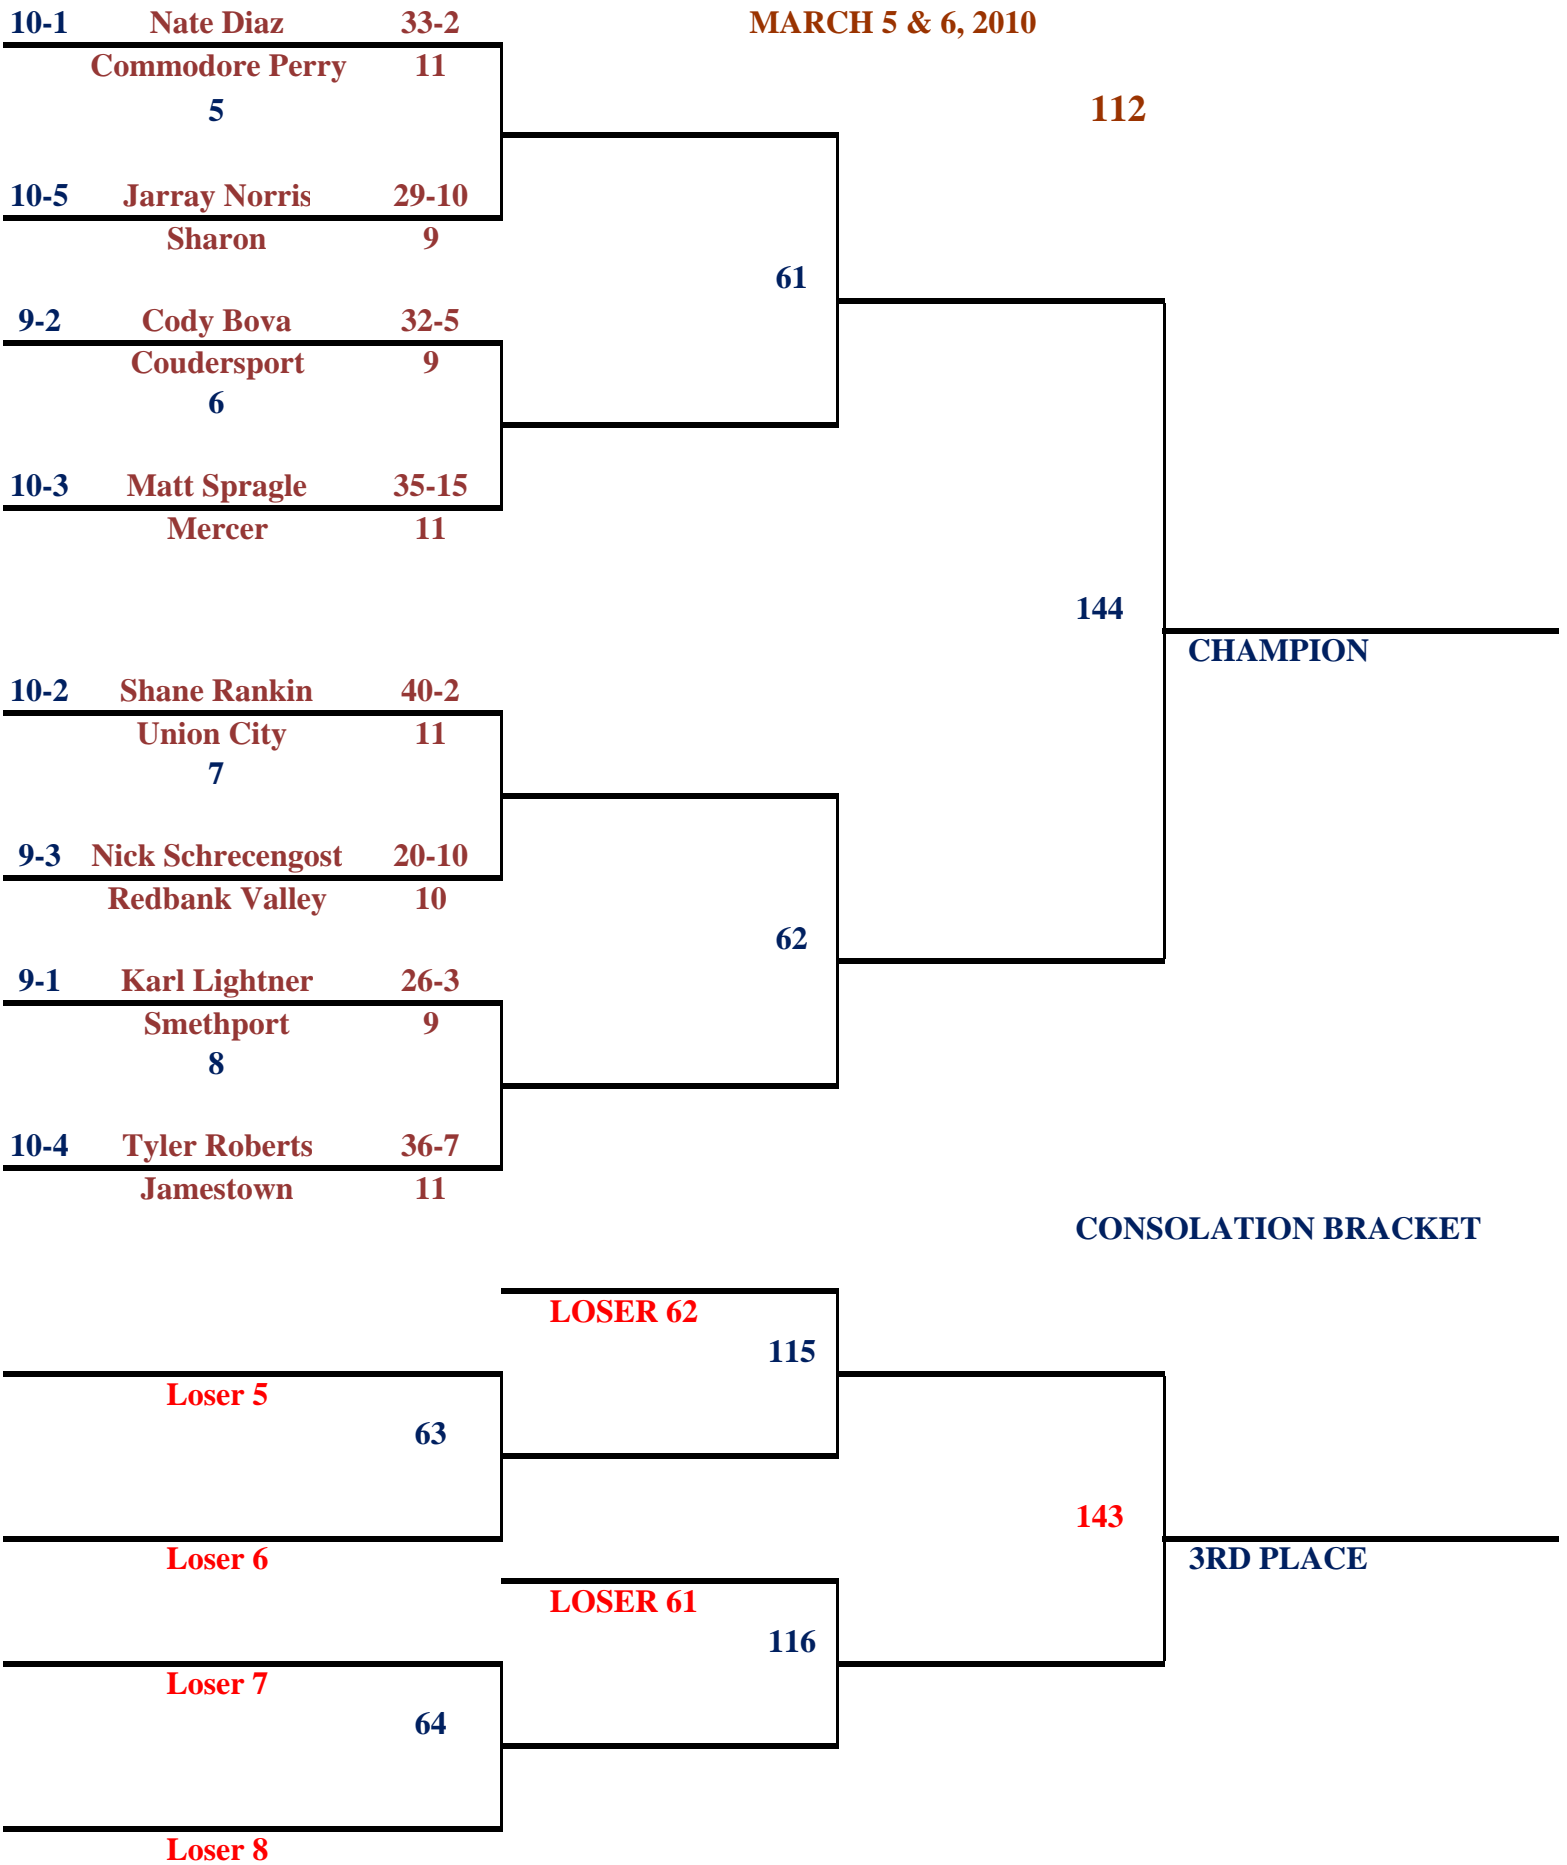 10-1 Nate Diaz 33-2 MARCH 5 & 6, 2010
Commodore Perry 11
5 112
10-5 Jarray Norris 29-10
Sharon 9
61
9-2 Cody Bova 32-5
Coudersport 9
6
10-3 Matt Spragle 35-15
Mercer 11
144
CHAMPION
10-2 Shane Rankin 40-2
Union City 11
7
9-3 Nick Schrecengost 20-10
Redbank Valley 10
62
9-1 Karl Lightner 26-3
Smethport 9
8
10-4 Tyler Roberts 36-7
Jamestown 11
CONSOLATION BRACKET
LOSER 62
115
Loser 5
63
143
Loser 6 3RD PLACE
LOSER 61
116
Loser 7
64
Loser 8